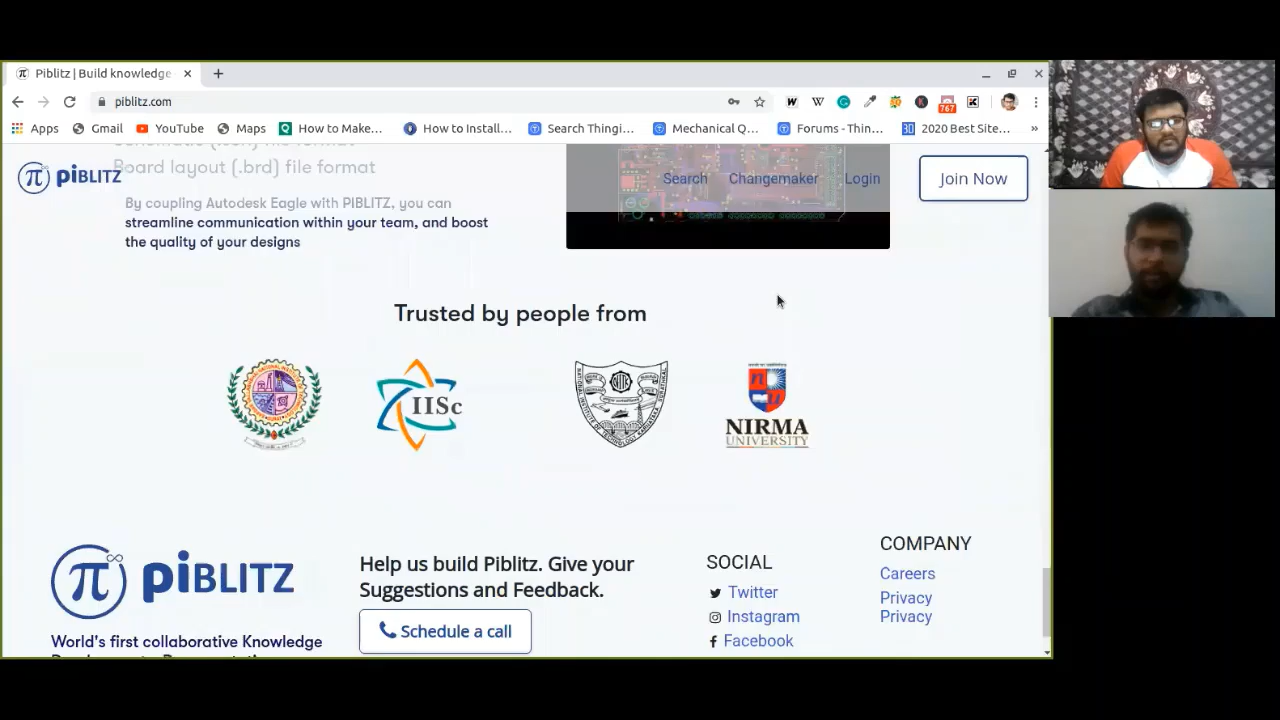 Piblitz | Build knowledge
piblitz.com
767
Apps
Gmail
YouTube
Maps
How to Make...
How to Install...
Search Thingi...
Mechanical Q...
Forums - Thin...
30
2020 Best Site...
»
Board layout (.brd) file format
π PIBLITZ
Search
Changemaker
Login
Join Now
By coupling Autodesk Eagle with PIBLITZ, you can
streamline communication within your team, and boost
the quality of your designs
Trusted by people from
IISc
nu
NIRMA
UNIVERSITY
π∞ piBLITZ
World's first collaborative Knowledge
Help us build Piblitz. Give your
Suggestions and Feedback.
Schedule a call
SOCIAL
Twitter
Instagram
Facebook
COMPANY
Careers
Privacy
Privacy